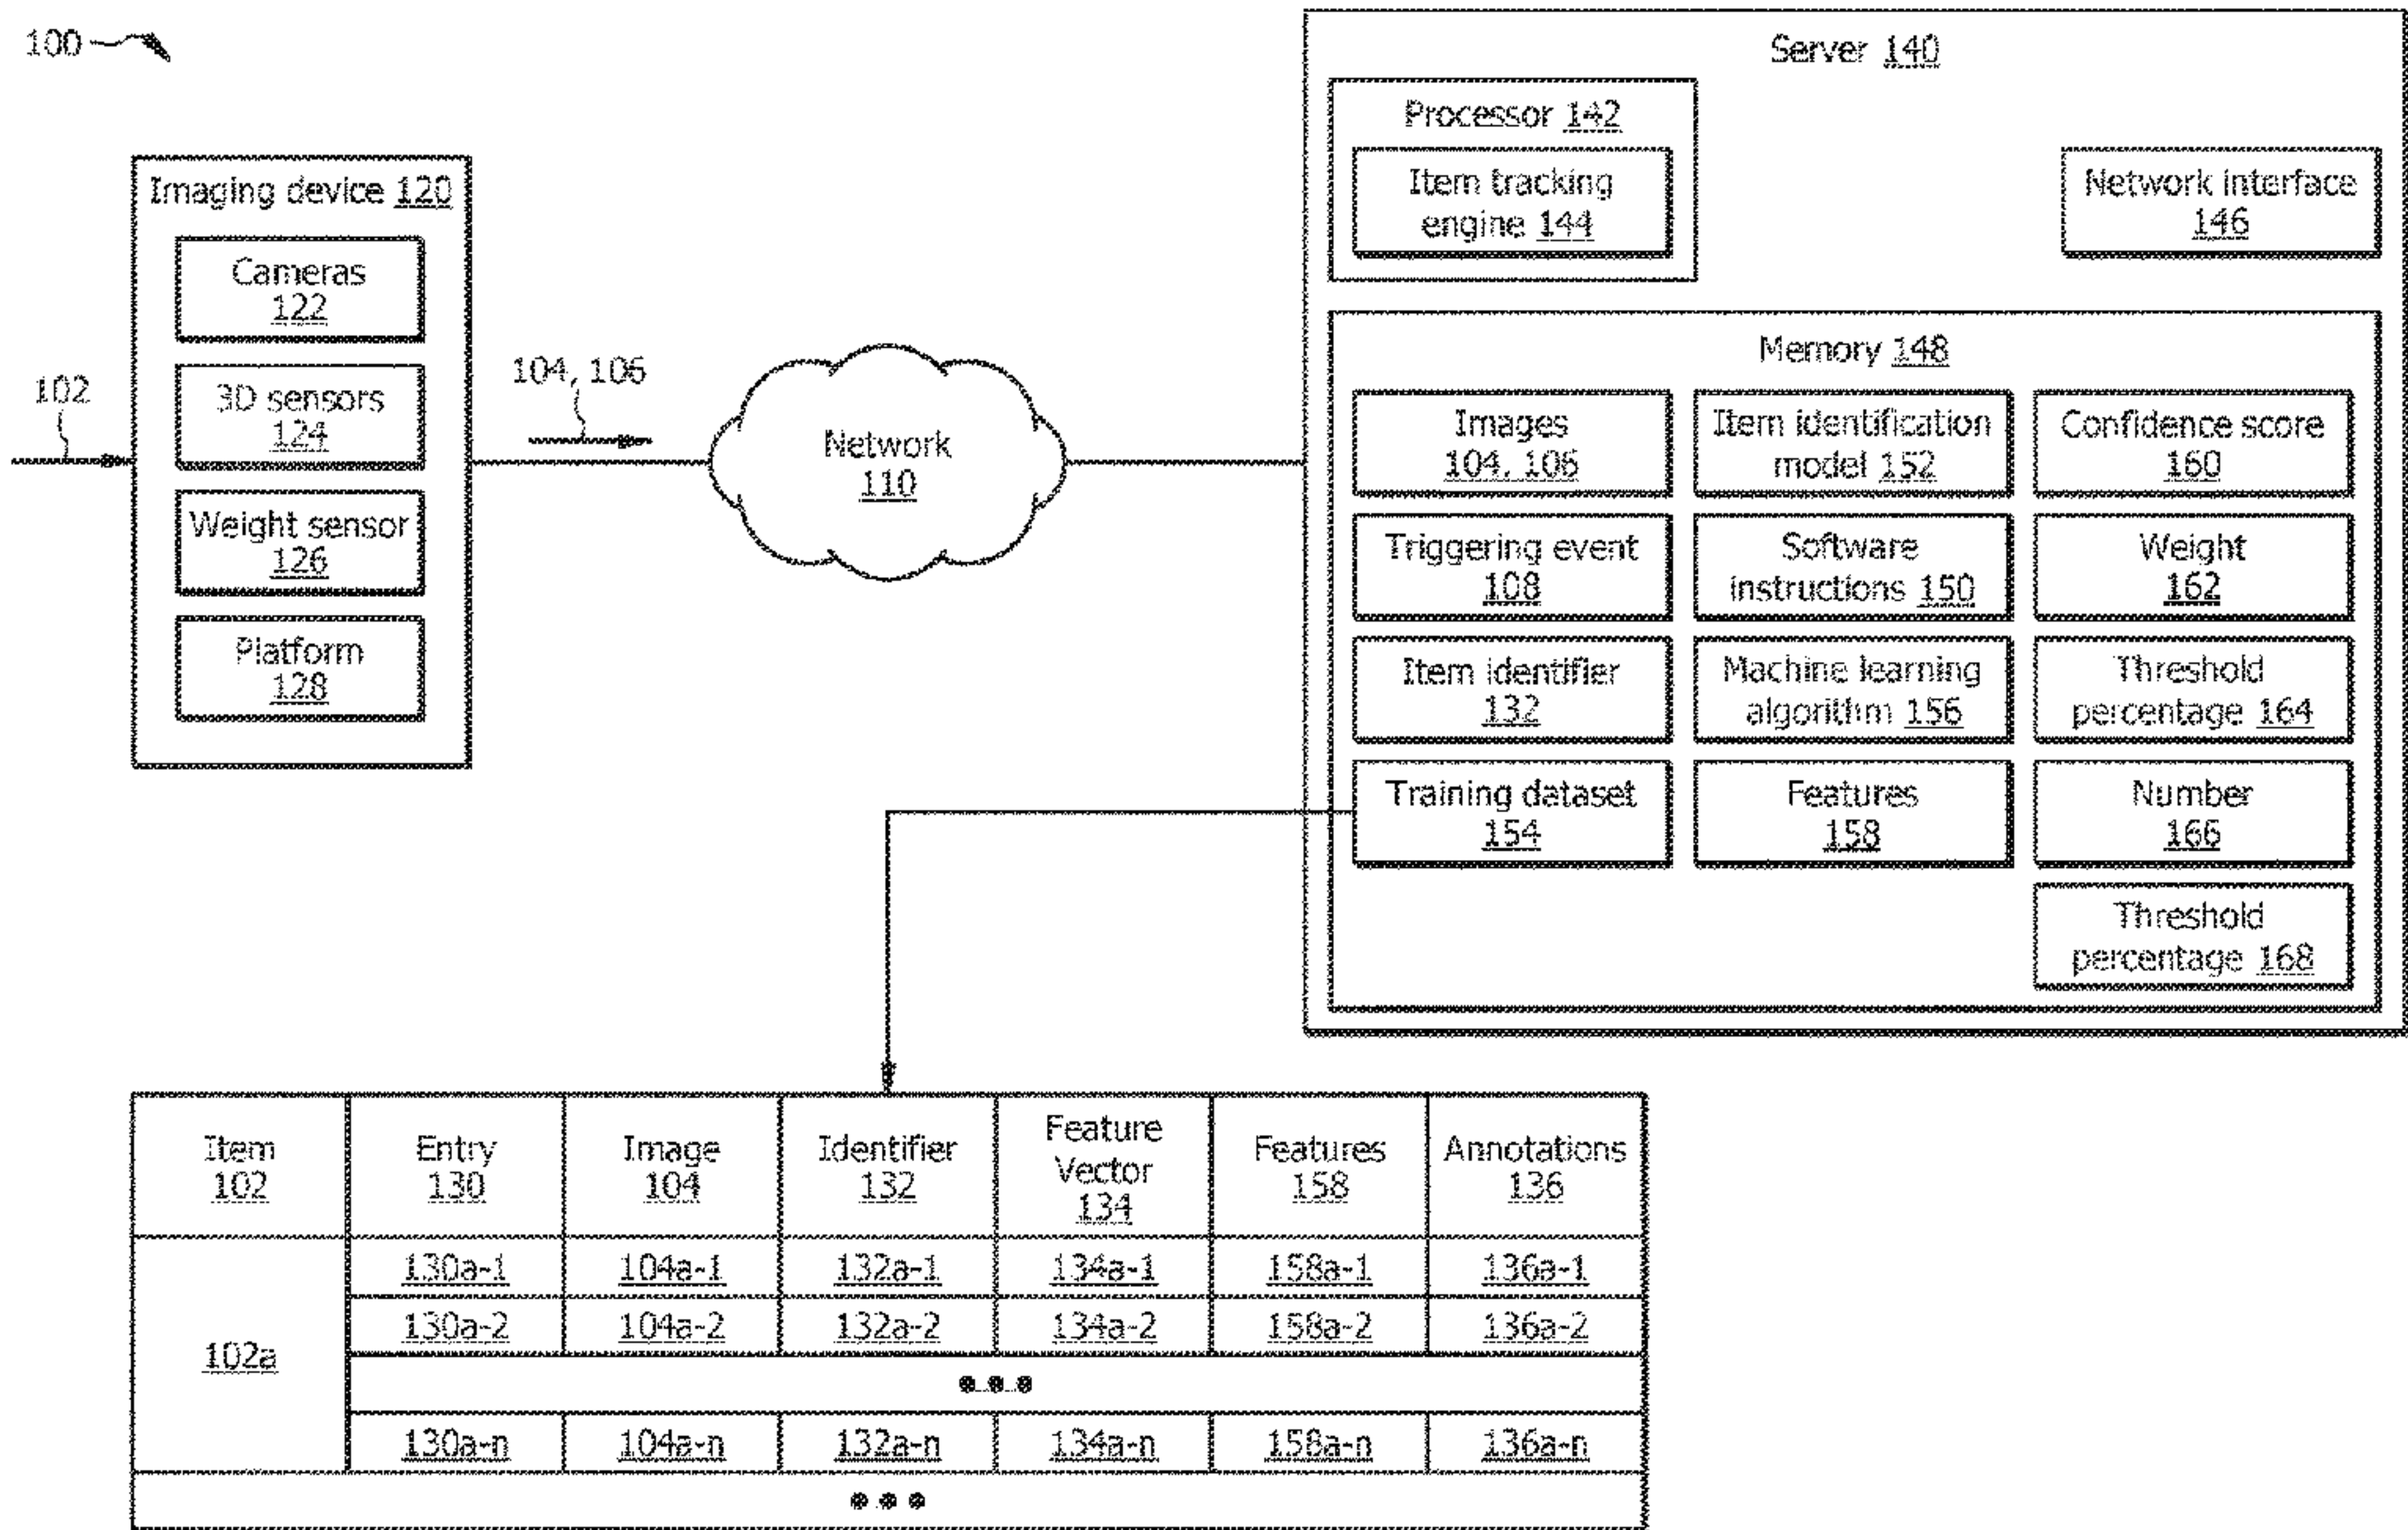 100
Server 140
Processor 142
Item tracking
engine 144
Network interface
146
Imaging device 120
Cameras
122
3D sensors
124
Weight sensor
126
Platform
128
102
104, 106
Network
110
Memory 148
Images
104, 106
Item identification
model 152
Confidence score
160
Triggering event
108
Software
instructions 150
Weight
162
Item identifier
132
Machine learning
algorithm 156
Threshold
percentage 164
Training dataset
154
Features
158
Number
166
Threshold
percentage 168
Item
102
Entry
130
Image
104
Identifier
132
Feature
Vector
134
Features
158
Annotations
136
102a
130a-1 104a-1 132a-1 134a-1 158a-1 136a-1
130a-2 104a-2 132a-2 134a-2 158a-2 136a-2
•••
130a-n 104a-n 132a-n 134a-n 158a-n 136a-n
•••